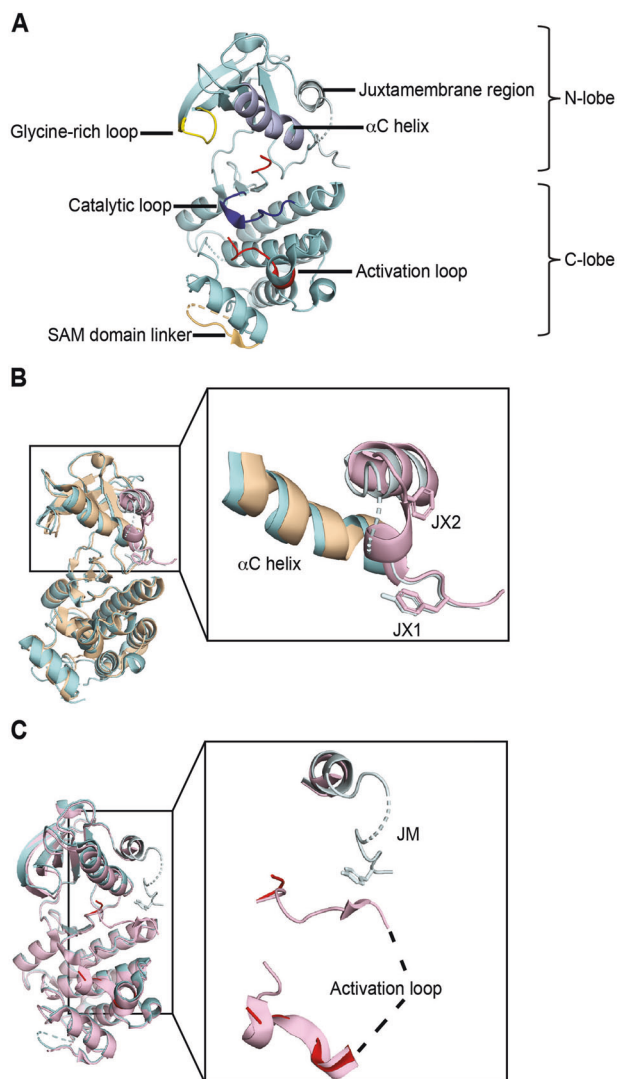 A
Juxtamembrane region
N-lobe
Glycine-rich loop
αC helix
Catalytic loop
C-lobe
Activation loop
SAM domain linker
B
JX2
αC helix
JX1
C
JM
Activation loop